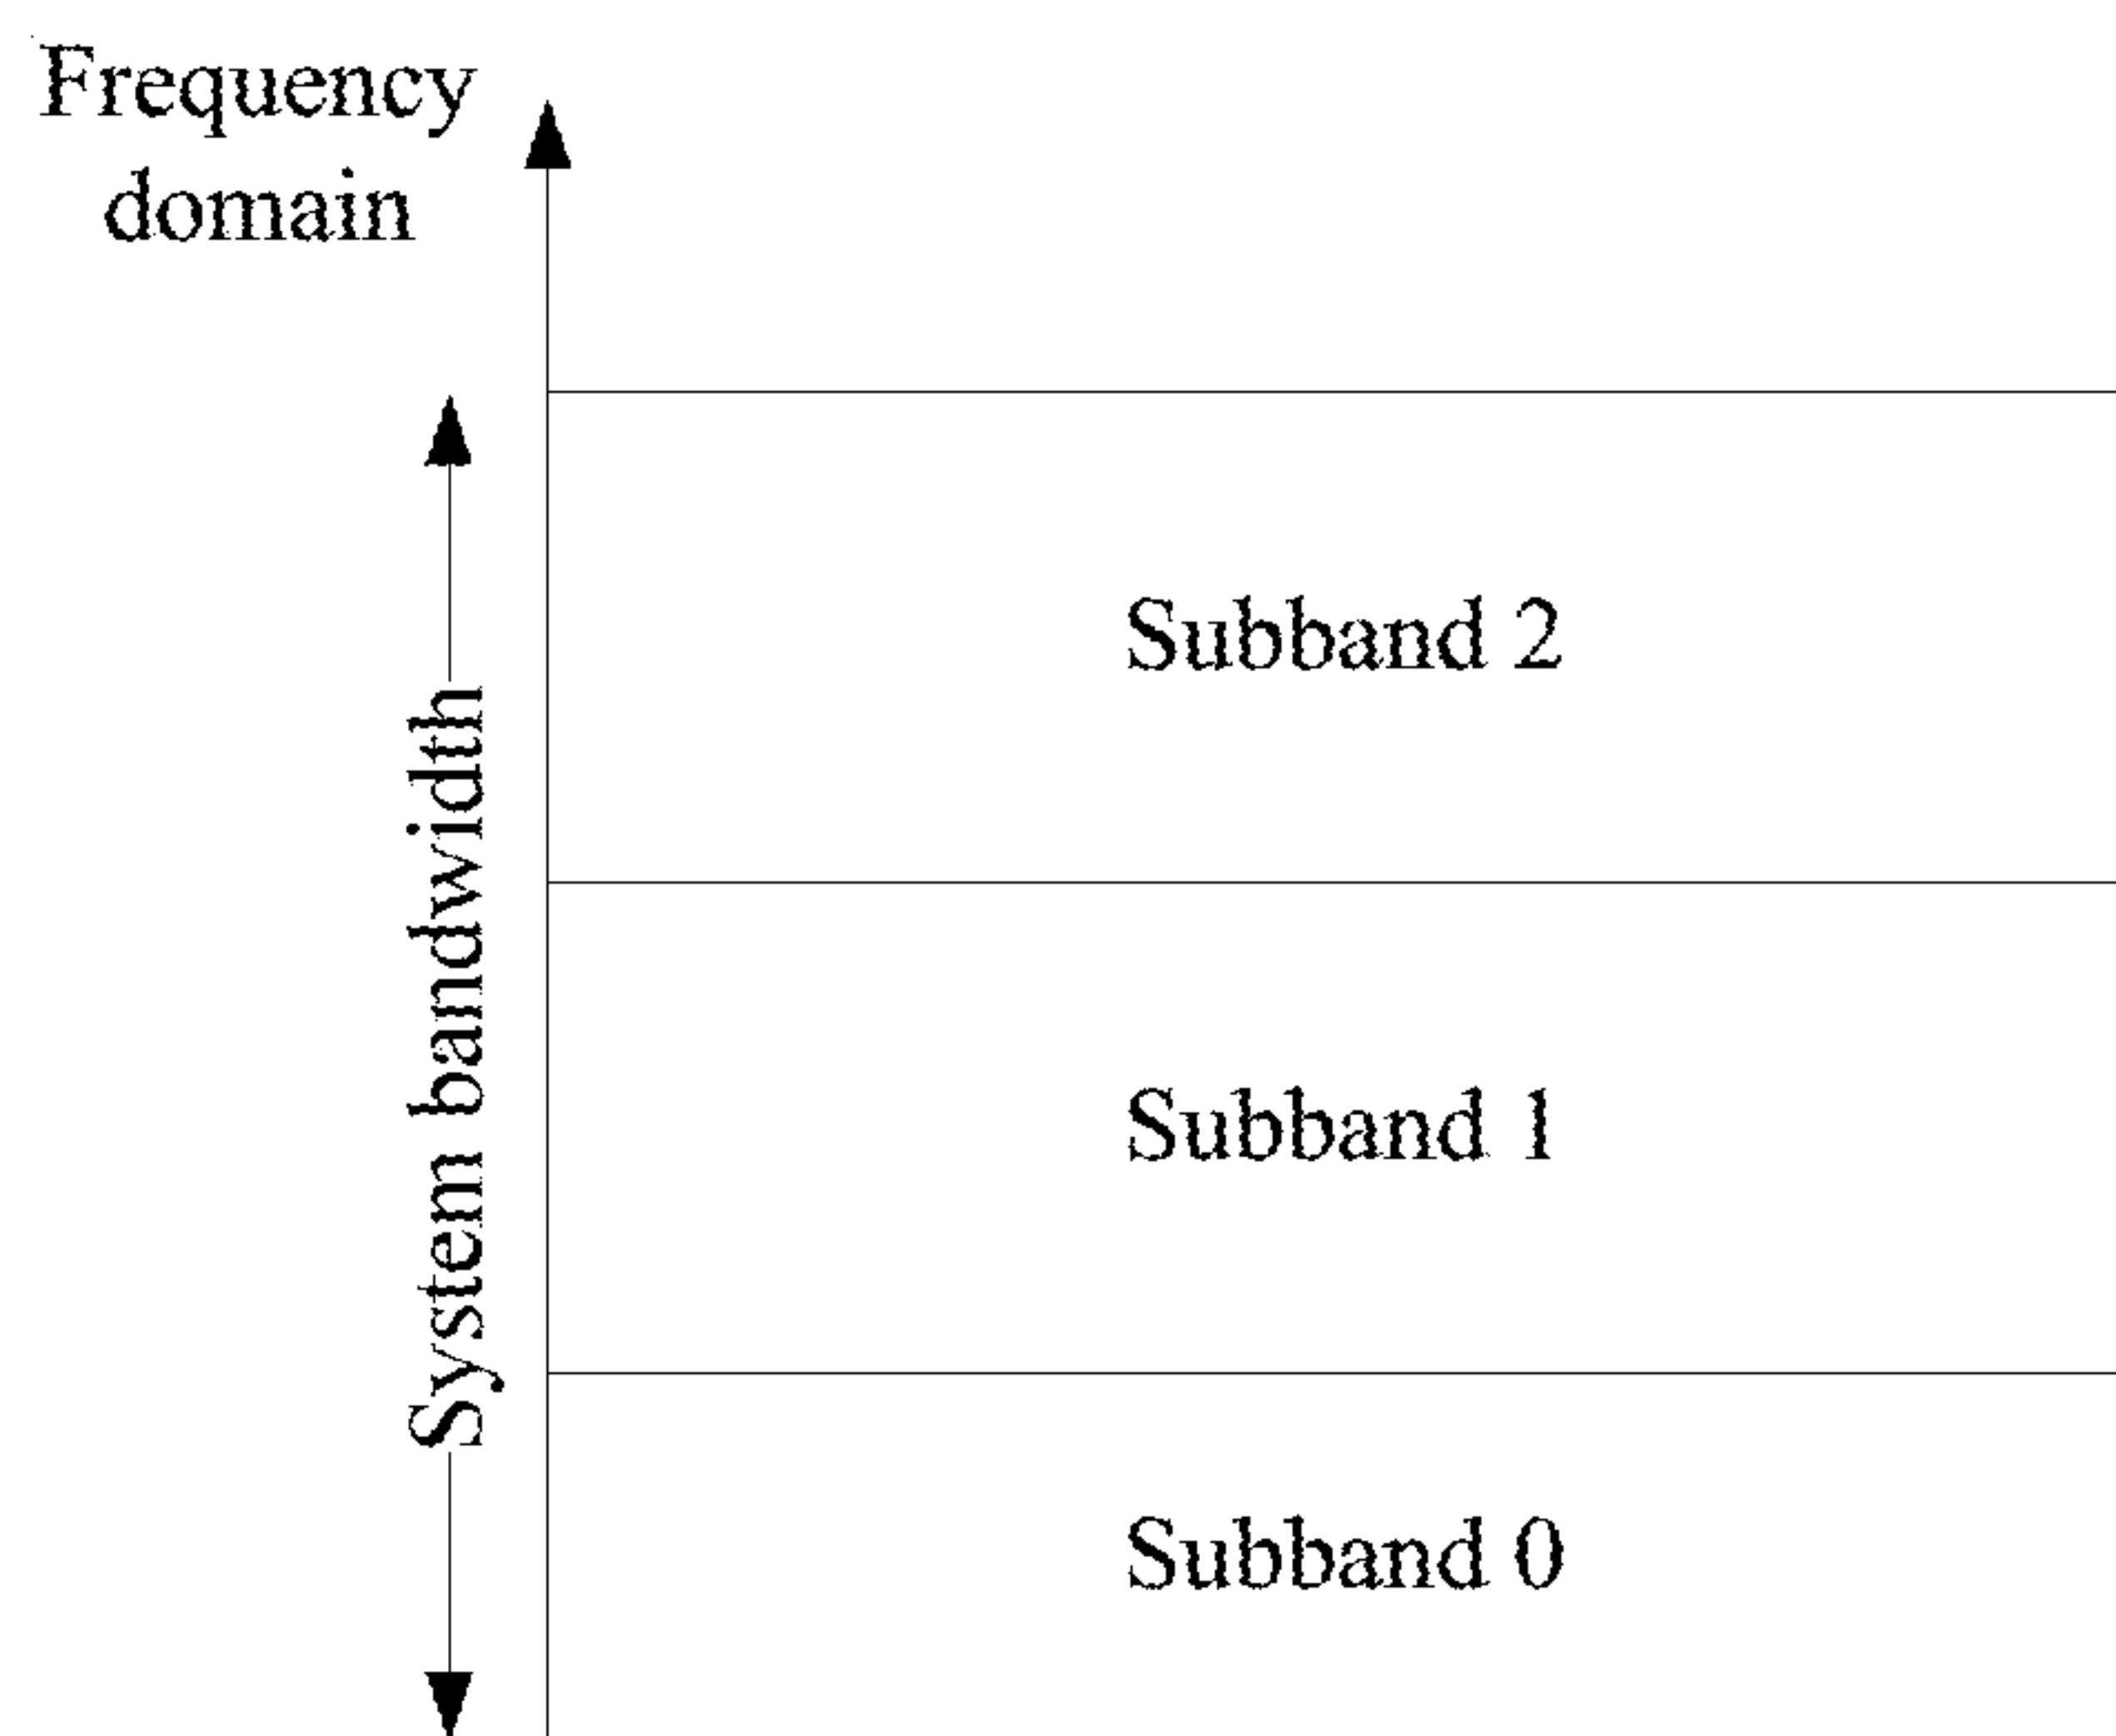 Frequency
domain
System bandwidth
Subband 2
Subband 1
Subband 0